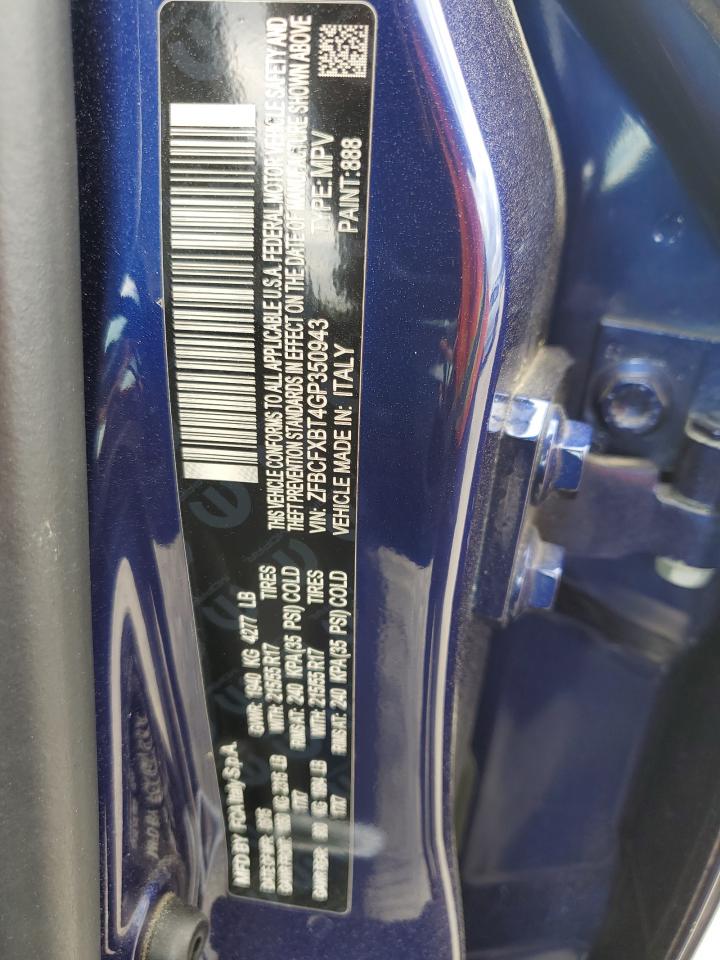 MFD BY FCA Italy S.p.A.
GVWR: 1940 KG 4277 LB
WITH: 215/55 R17 TIRES
RIMS AT: 240 KPA(35 PSI) COLD
WITH: 215/55 R17 TIRES
RIMS AT: 240 KPA(35 PSI) COLD
THIS VEHICLE CONFORMS TO ALL APPLICABLE U.S.A. FEDERAL MOTOR VEHICLE SAFETY AND
THEFT PREVENTION STANDARDS IN EFFECT ON THE DATE OF MANUFACTURE SHOWN ABOVE
VIN: ZFBCFXBT4GP350943 TYPE: MPV
VEHICLE MADE IN: ITALY PAINT: 888